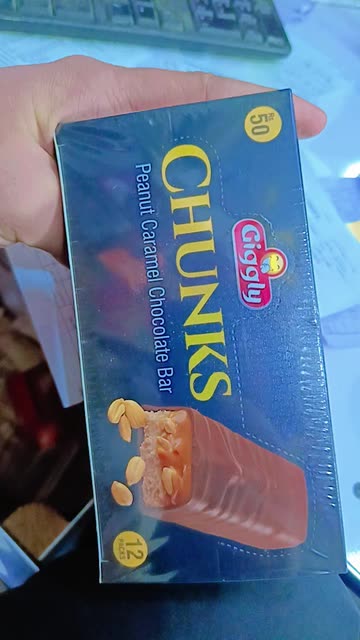 Rs.
50
Giggly
CHUNKS
Peanut Caramel Chocolate Bar
12
PACKS